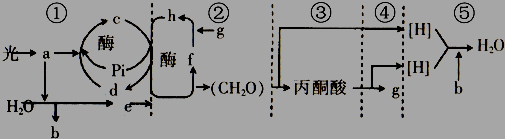 ① ② ③ ④ ⑤
c h [H]
酶 g
光 a 酶 f [H] H₂O
Pi
d (CH₂O) 丙酮酸 g b
H₂O e
b